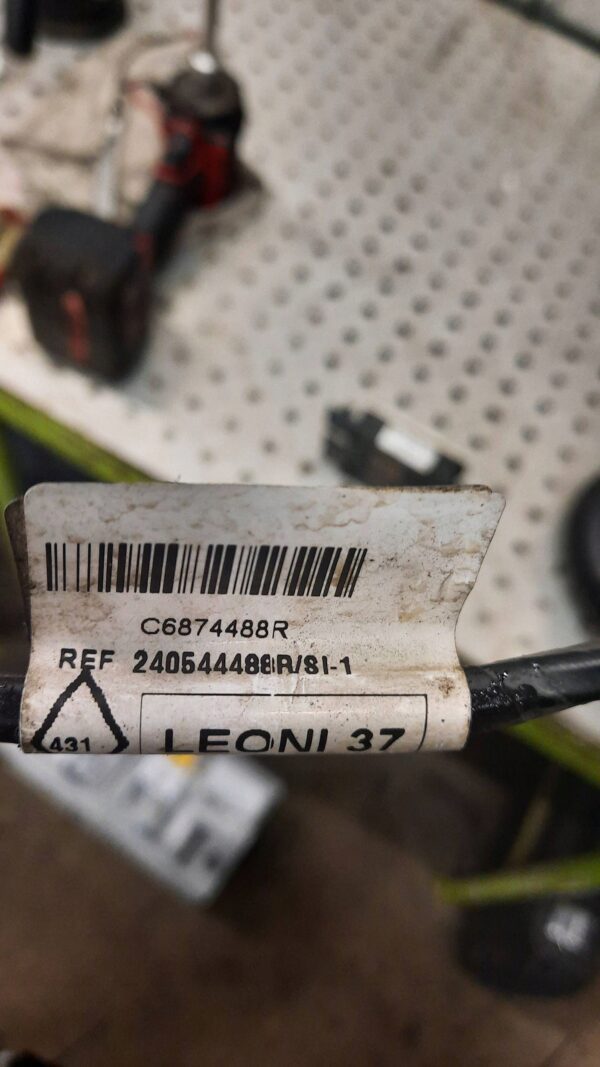 C6874488R
REF 240544488R/SI-1
431
LEONI 37